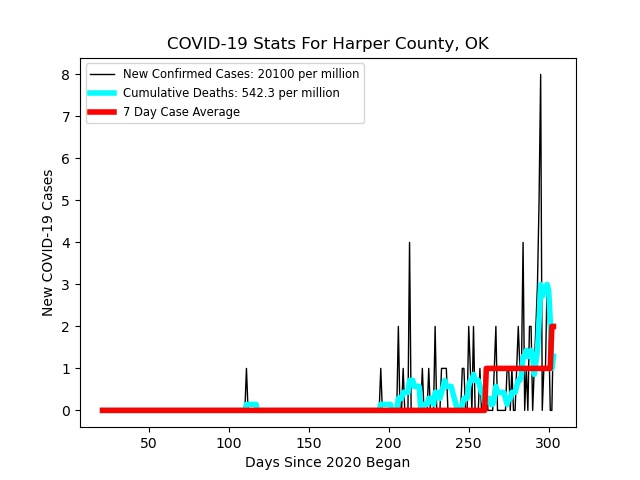 COVID-19 Stats For Harper County, OK
New Confirmed Cases: 20100 per million
Cumulative Deaths: 542.3 per million
7 Day Case Average
8
7
6
5
4
3
2
1
0
New COVID-19 Cases
50 100 150 200 250 300
Days Since 2020 Began